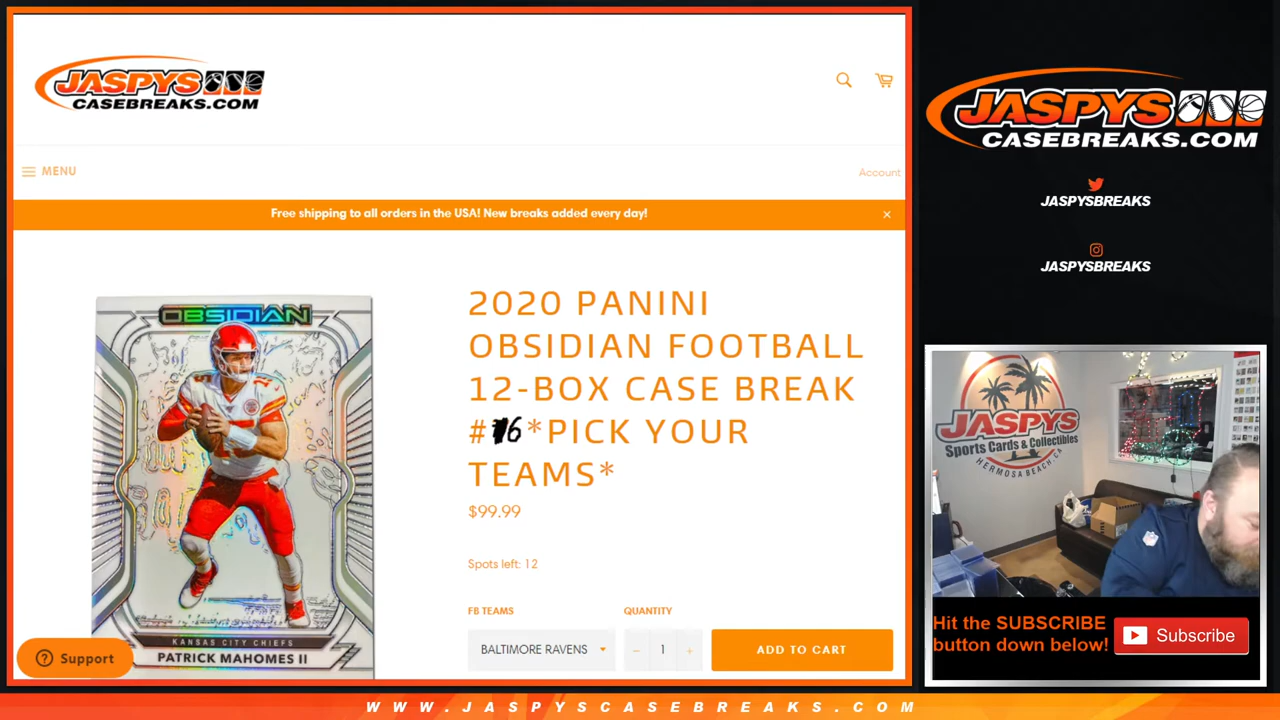 JASPYS
CASEBREAKS.COM
MENU
Account
Free shipping to all orders in the USA! New breaks added every day!
×
OBSIDIAN
KANSAS CITY CHIEFS
PATRICK MAHOMES II
Support
2020 PANINI
OBSIDIAN FOOTBALL
12-BOX CASE BREAK
#16*PICK YOUR
TEAMS*
$99.99
Spots left: 12
FB TEAMS
QUANTITY
BALTIMORE RAVENS
− 1 +
ADD TO CART
JASPYS
CASEBREAKS.COM
JASPYSBREAKS
JASPYSBREAKS
JASPYS
Sports Cards & Collectibles
HERMOSA BEACH, CA
Hit the SUBSCRIBE
button down below!
Subscribe
WWW.JASPYSCASEBREAKS.COM